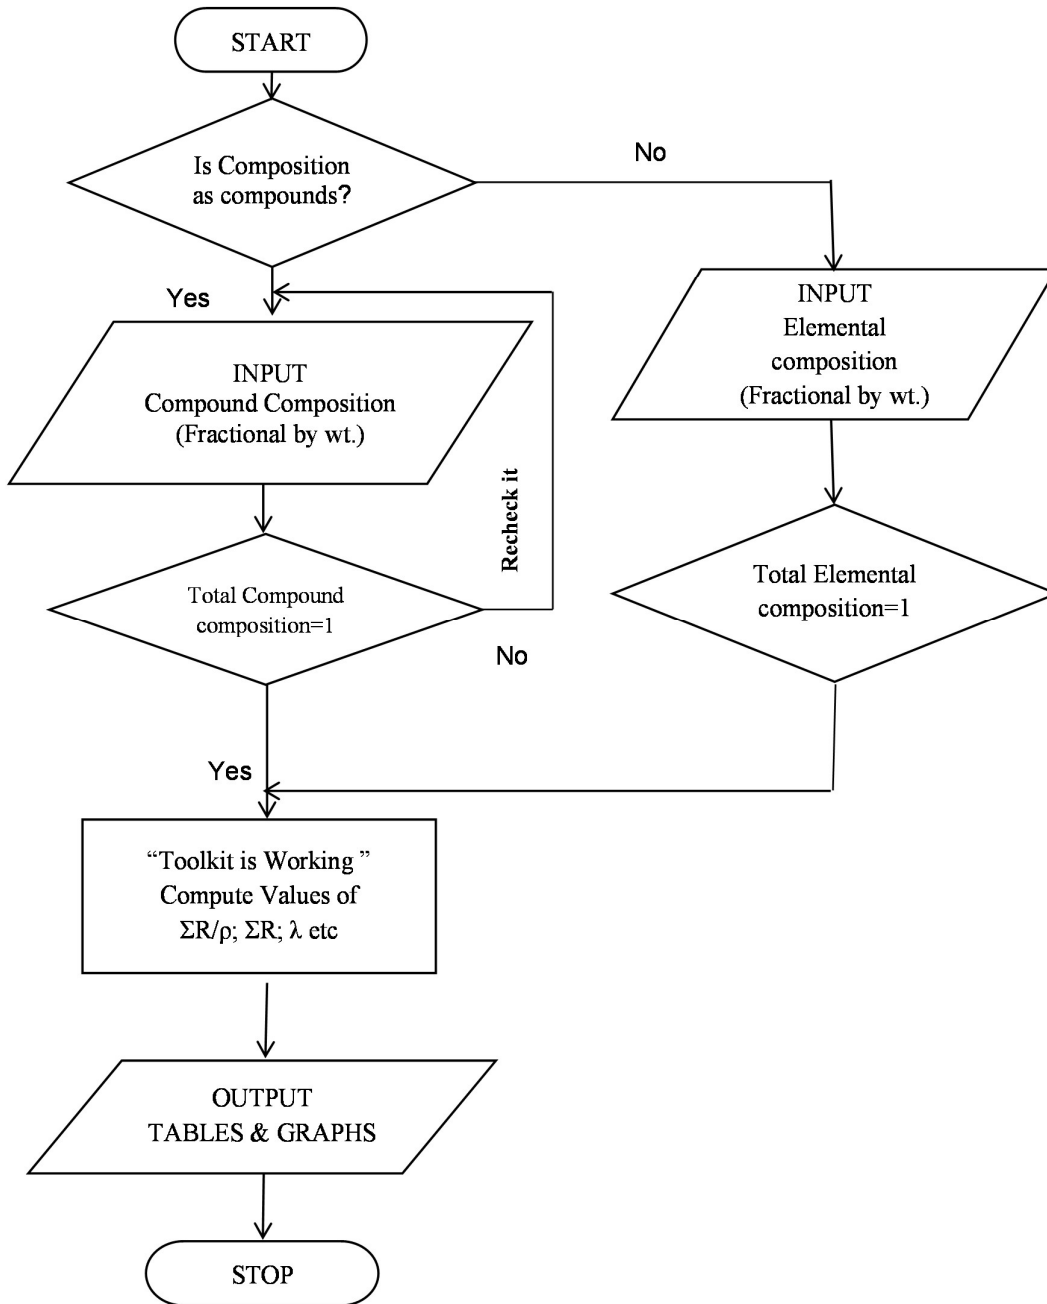 START
Is Composition
as compounds?
No
Yes
INPUT
Elemental
composition
(Fractional by wt.)
INPUT
Compound Composition
(Fractional by wt.)
Recheck it
Total Compound
composition=1
No
Total Elemental
composition=1
Yes
“Toolkit is Working ”
Compute Values of
ΣR/ρ; ΣR; λ etc
OUTPUT
TABLES & GRAPHS
STOP